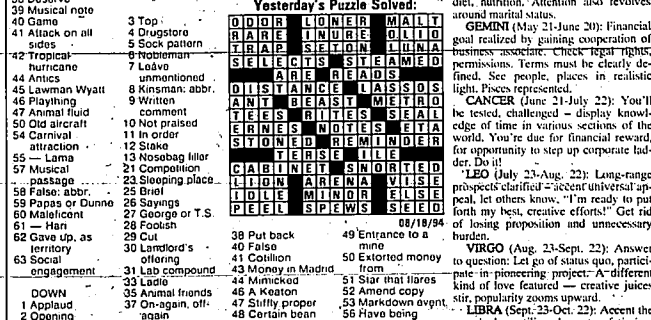 39 Musical note
40 Game
41 Attack on all
sides
42 Tropical
hurricane
44 Antics
45 Lawman Wyatt
46 Plaything
47 Animal fluid
50 Old aircraft
54 Carnival
attraction
55 — Lama
57 Musical
passage
58 False: abbr.
59 Papas or Dunne
60 Maleficent
61 — Hari
62 Gave up, as
territory
63 Social
engagement
DOWN
1 Applaud
2 Opening
3 Top
4 Drugstore
5 Sock pattern
6 Nobleman
7 Leave
unmentioned
8 Kinsman: abbr.
9 Written
comment
10 Not praised
11 In order
12 Stake
13 Nosebag filler
21 Competition
23 Sleeping place
25 Brief
26 Sayings
27 George or T.S.
28 Foolish
29 Cut
30 Landlord's
offering
31 Lab compound
33 Ladle
35 Animal friends
37 On-again, off-
again
Yesterday's Puzzle Solved:
ODOR LONER MALT
RARE INURE OLIO
TRAP SETON LUNA
SELECTS STEAMED
ARE READS
DISTANCE LASSOS
ANT BEAST METRO
TEES RITES SEAL
ERNES NOTES ETA
STONED REMINDER
TERSE ILE
CABINET SNORTED
LION ARENA VISE
IDLE MINOR ELSE
PEEL SPEWS SEED
08/18/94
38 Put back
40 False
41 Cotillion
43 Money in Madrid
44 Mimicked
46 A Keaton
47 Stiffly proper
48 Certain bean
49 Entrance to a
mine
50 Extorted money
from
51 Star that flares
52 Amend copy
53 Markdown event
56 Have being
diet, nutrition. Attention also revolves
around marital status.
GEMINI (May 21-June 20): Financial
goal realized by gaining cooperation of
business associate. Check legal rights,
permissions. Terms must be clearly de-
fined. See people, places in realistic
light. Pisces represented.
CANCER (June 21-July 22): You'll
be tested, challenged – display knowl-
edge of time in various sections of the
world. You're due for financial reward,
for opportunity to step up corporate lad-
der. Do it!
LEO (July 23-Aug. 22): Long-range
prospects clarified – accent universal ap-
peal, let others know, "I'm ready to put
forth my best, creative efforts!" Get rid
of losing proposition and unnecessary
burden.
VIRGO (Aug. 23-Sept. 22): Answer
to question: Let go of status quo, partici-
pate in pioneering project. A different
kind of love featured — creative juices
stir, popularity zooms upward.
LIBRA (Sept. 23-Oct. 22): Accent the